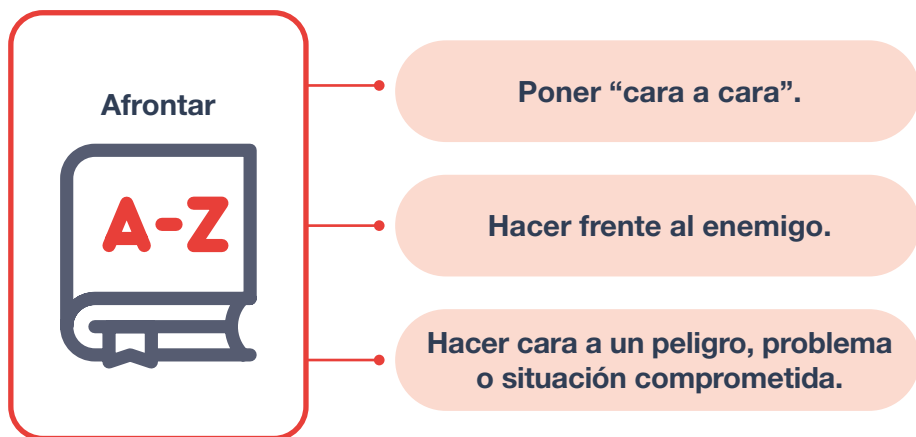 Afrontar
A-Z
Poner “cara a cara”.
Hacer frente al enemigo.
Hacer cara a un peligro, problema
o situación comprometida.